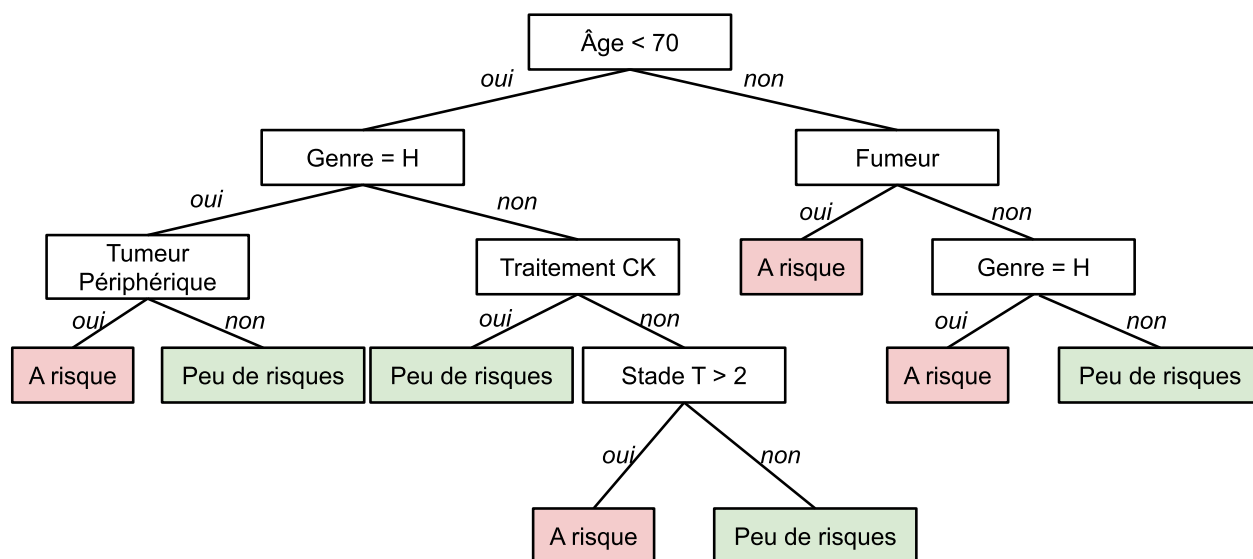 Âge < 70
oui
non
Genre = H
Fumeur
oui
non
oui
non
Tumeur
Périphérique
Traitement CK
A risque
Genre = H
oui
non
oui
non
oui
non
A risque
Peu de risques
Peu de risques
Stade T > 2
A risque
Peu de risques
oui
non
A risque
Peu de risques